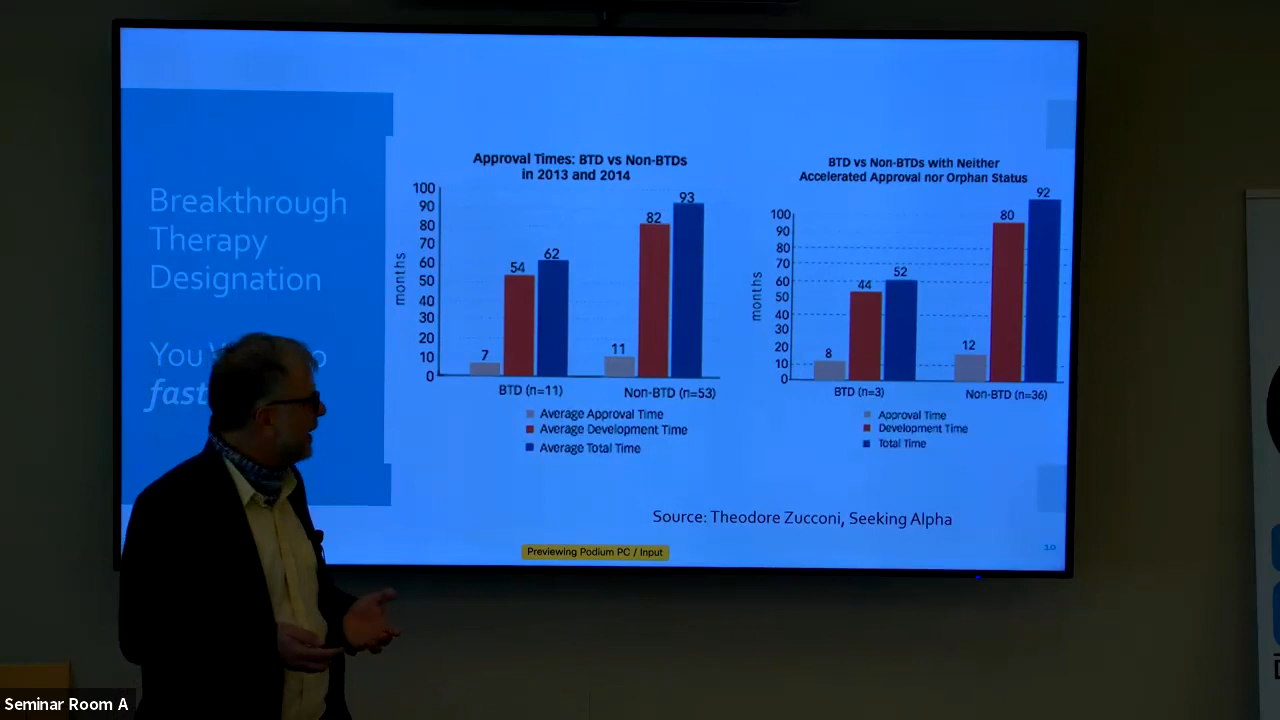 Breakthrough
Therapy
Designation
You
fast
Approval Times: BTD vs Non-BTDs
in 2013 and 2014
months
100
90
80
70
60
50
40
30
20
10
0
7
54
62
11
82
93
BTD (n=11)
Non-BTD (n=53)
Average Approval Time
Average Development Time
Average Total Time
BTD vs Non-BTDs with Neither
Accelerated Approval nor Orphan Status
months
100
90
80
70
60
50
40
30
20
10
0
8
44
52
12
80
92
BTD (n=3)
Non-BTD (n=36)
Approval Time
Development Time
Total Time
Source: Theodore Zucconi, Seeking Alpha
Previewing Podium PC / Input
10
Seminar Room A